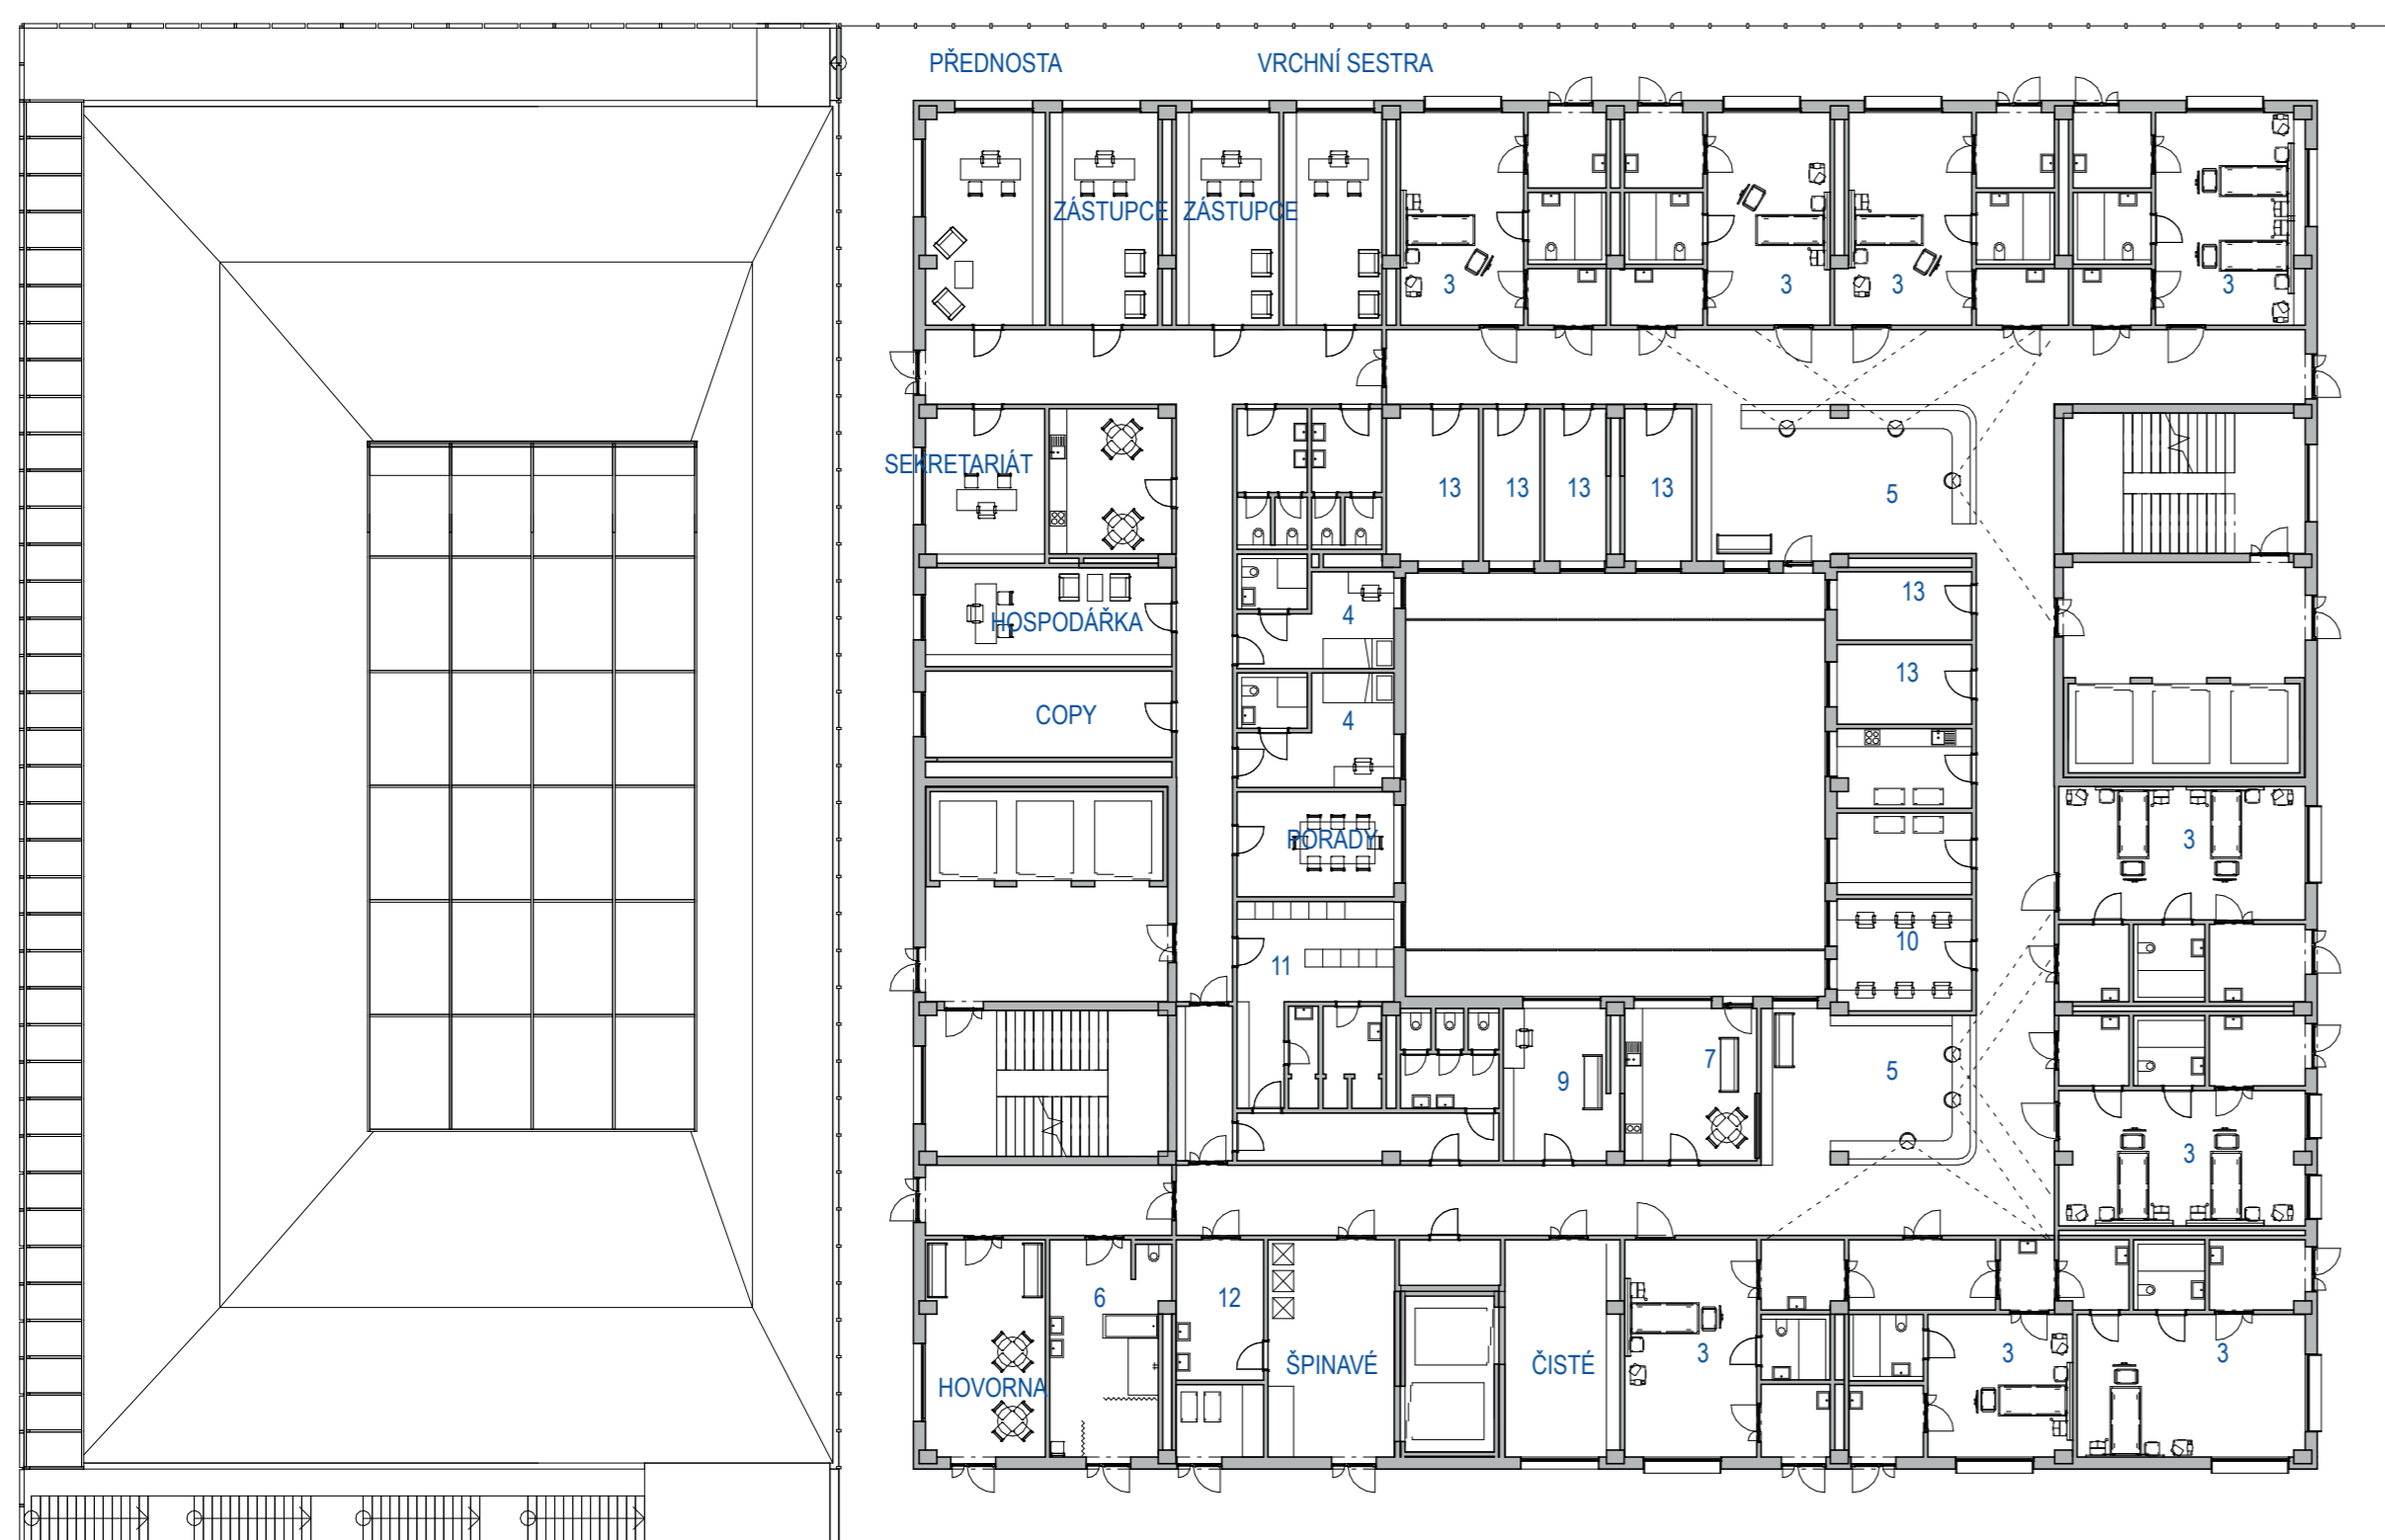 PŘEDNOSTA VRCHNÍ SESTRA
ZÁSTUPCE ZÁSTUPCE
3 3 3 3
SEKRETARIÁT
13 13 13 13 5
13
4
HOSPODÁŘKA
13
COPY 4
PORADY 3
10
11
7
5
9
3
6 12
3 3 3
ŠPINAVÉ ČISTÉ
HOVORNA